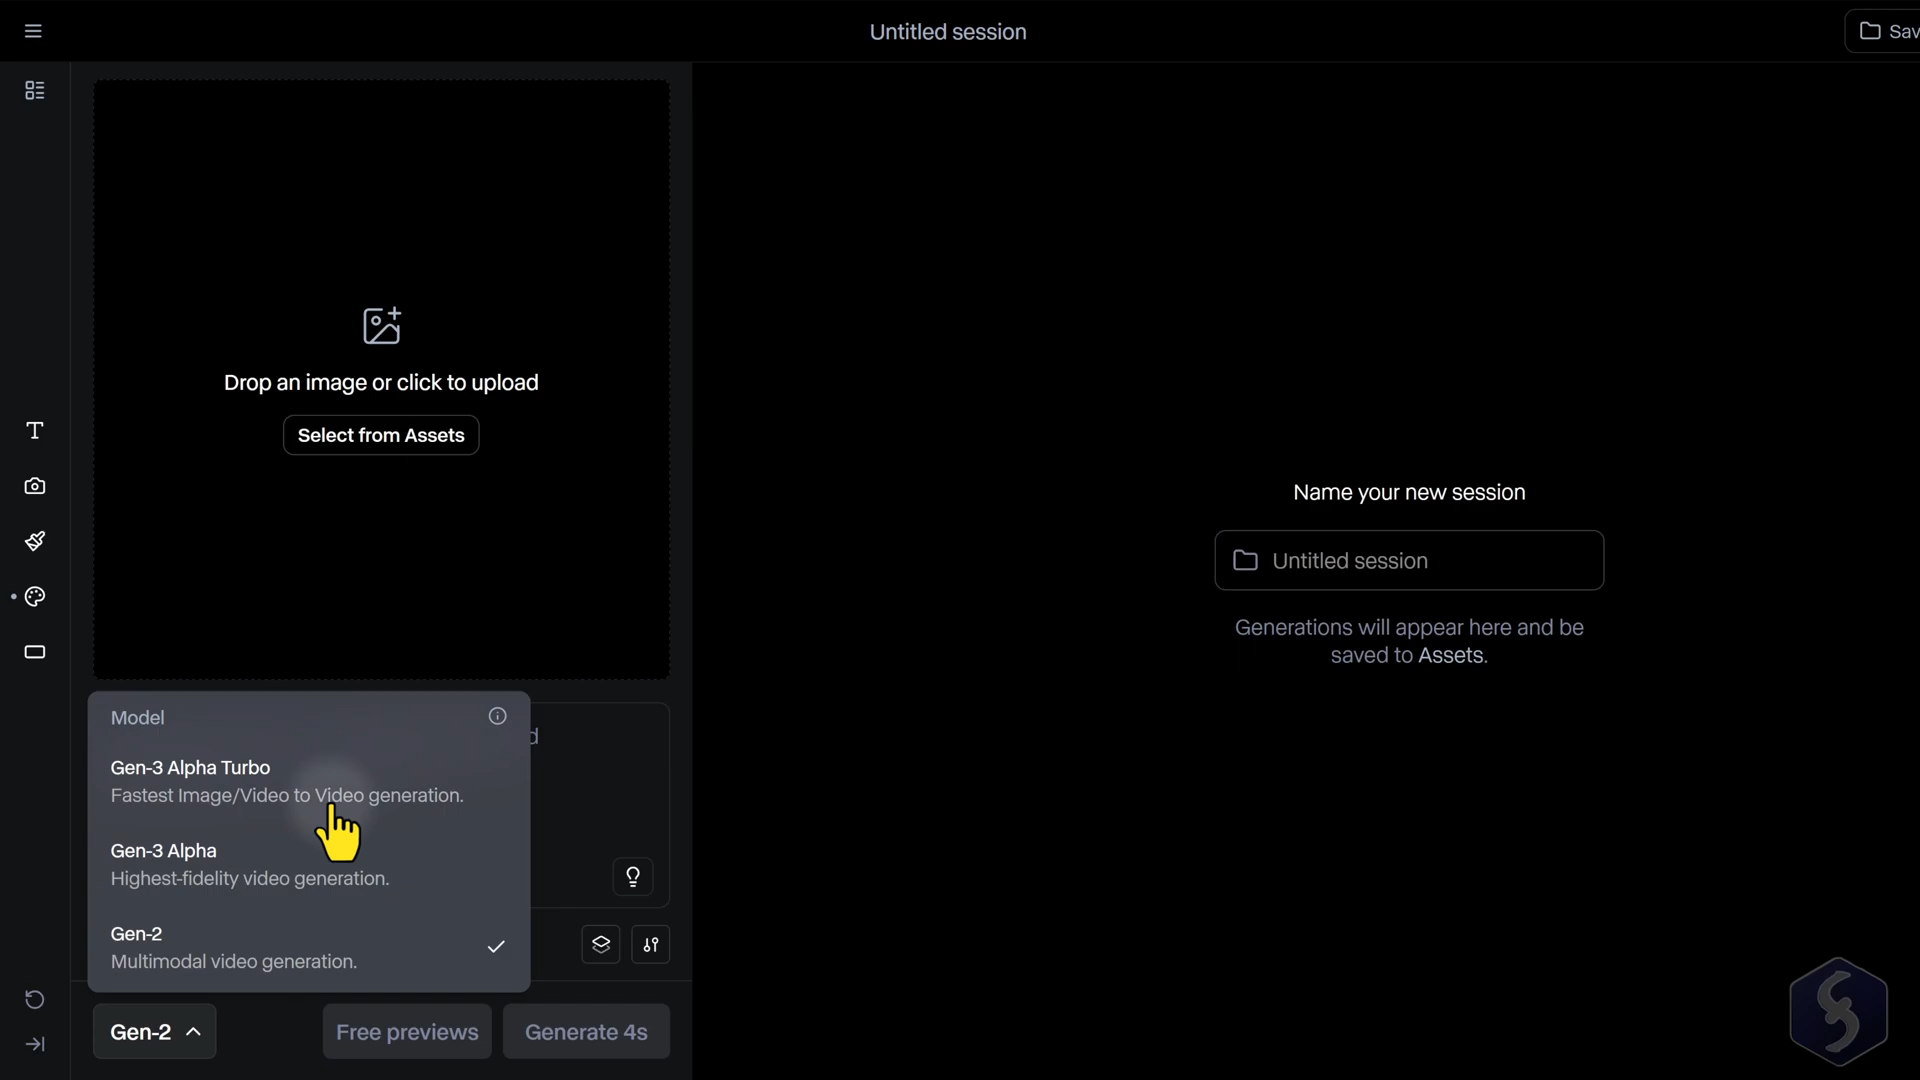 Untitled session
Sav
Drop an image or click to upload
Select from Assets
Name your new session
Untitled session
Generations will appear here and be
saved to Assets.
Model
d
Gen-3 Alpha Turbo
Fastest Image/Video to Video generation.
Gen-3 Alpha
Highest-fidelity video generation.
Gen-2
Multimodal video generation.
Gen-2
Free previews
Generate 4s